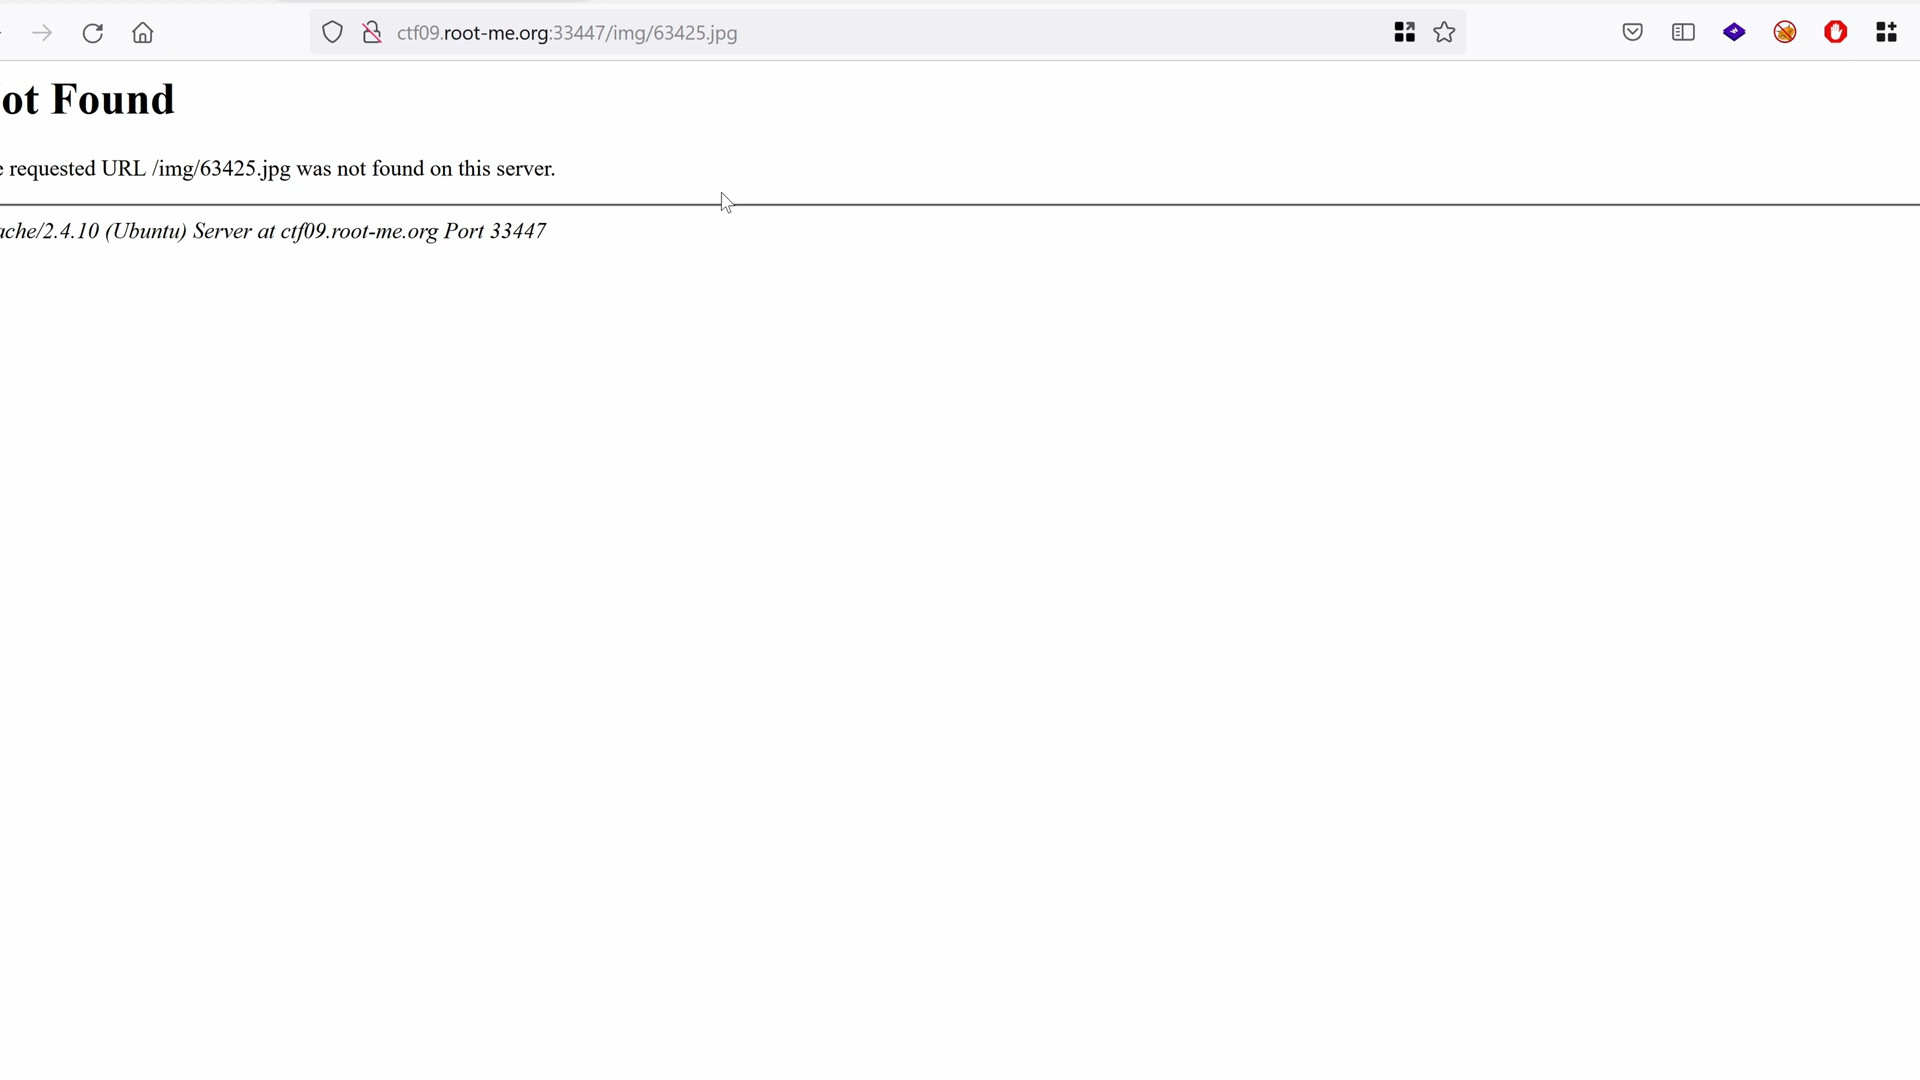 ctf09.root-me.org:33447/img/63425.jpg
ot Found
requested URL /img/63425.jpg was not found on this server.
ache/2.4.10 (Ubuntu) Server at ctf09.root-me.org Port 33447